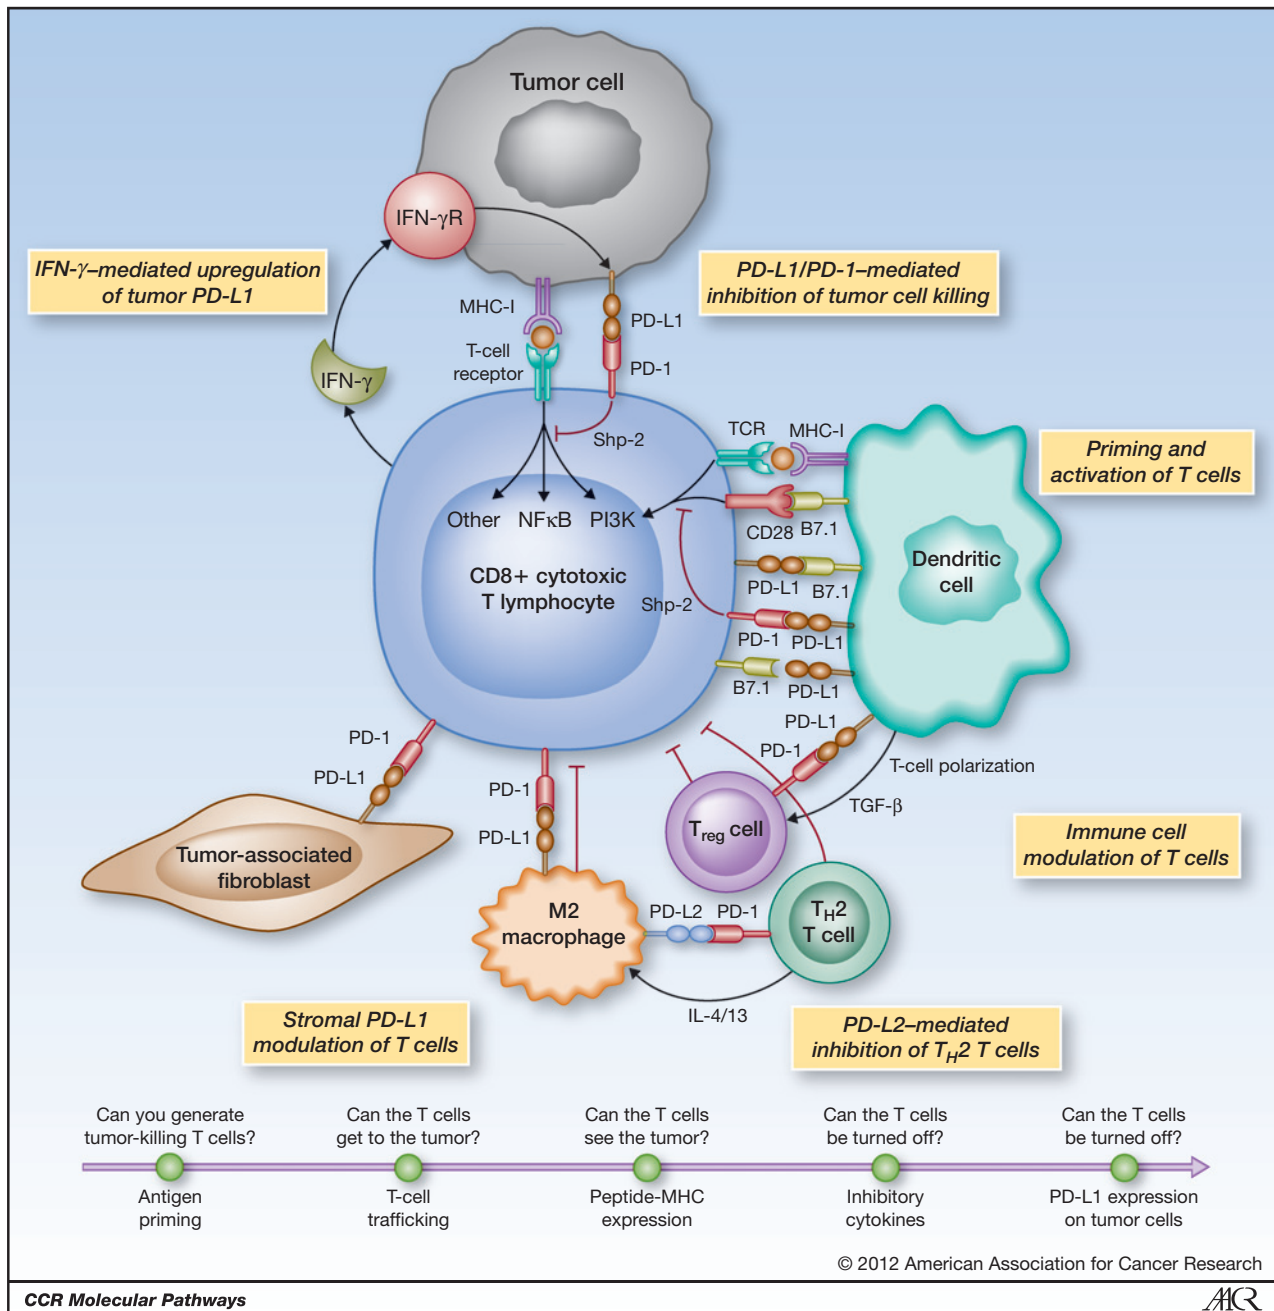 Tumor cell
IFN-γR
IFN-γ–mediated upregulation
of tumor PD-L1
PD-L1/PD-1–mediated
inhibition of tumor cell killing
MHC-I
PD-L1
T-cell
receptor
PD-1
IFN-γ
Shp-2
TCR
MHC-I
Priming and
activation of T cells
Other
NFκB
PI3K
CD28
B7.1
CD8+ cytotoxic
T lymphocyte
Dendritic
cell
PD-L1
B7.1
Shp-2
PD-1
PD-L1
B7.1
PD-L1
PD-L1
PD-1
T-cell polarization
TGF-β
PD-1
PD-L1
PD-1
PD-L1
Treg cell
Immune cell
modulation of T cells
Tumor-associated
fibroblast
M2
macrophage
PD-L2
PD-1
TH2
T cell
IL-4/13
Stromal PD-L1
modulation of T cells
PD-L2–mediated
inhibition of TH2 T cells
Can you generate
tumor-killing T cells?
Can the T cells
get to the tumor?
Can the T cells
see the tumor?
Can the T cells
be turned off?
Can the T cells
be turned off?
Antigen
priming
T-cell
trafficking
Peptide-MHC
expression
Inhibitory
cytokines
PD-L1 expression
on tumor cells
© 2012 American Association for Cancer Research
CCR Molecular Pathways
AACR